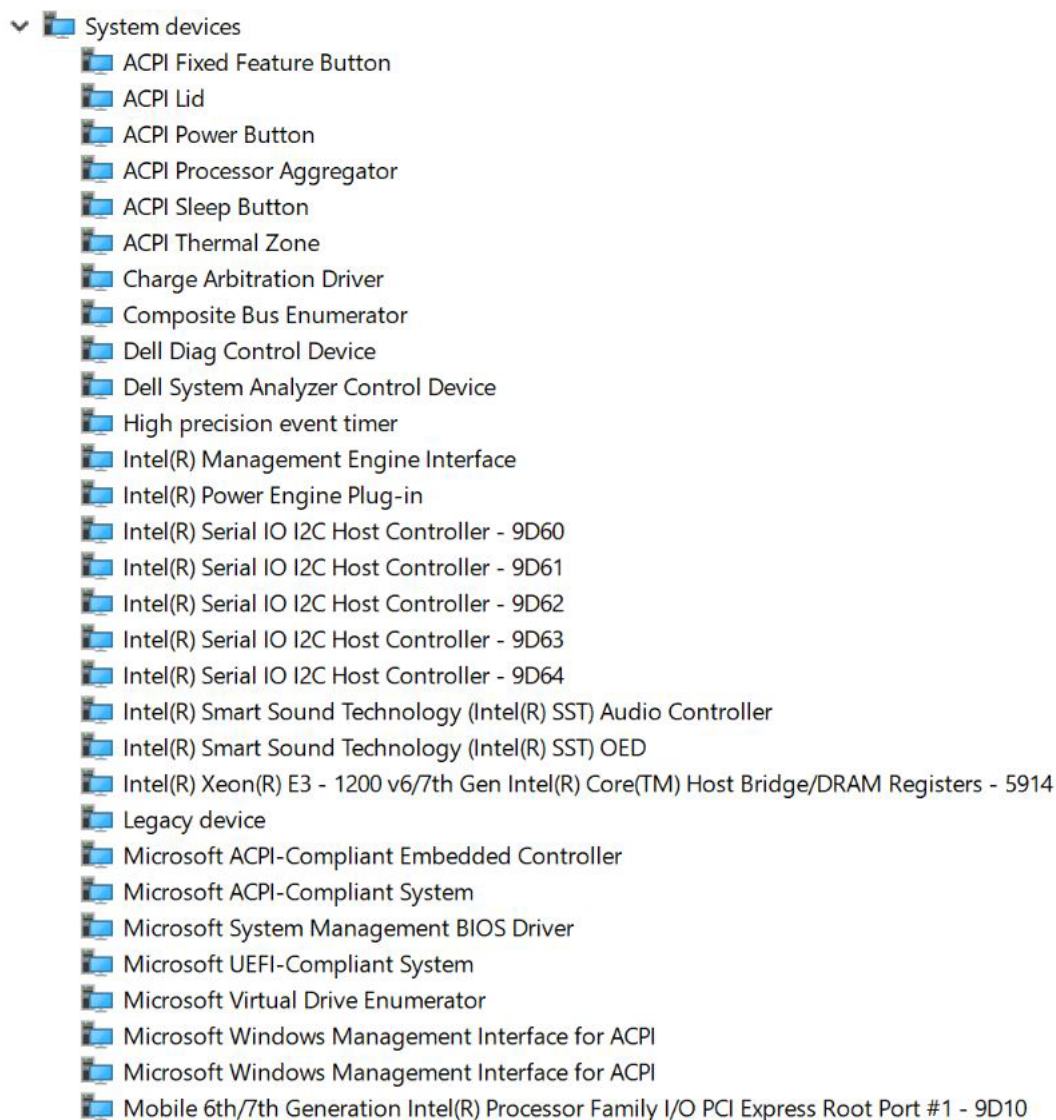 System devices
ACPI Fixed Feature Button
ACPI Lid
ACPI Power Button
ACPI Processor Aggregator
ACPI Sleep Button
ACPI Thermal Zone
Charge Arbitration Driver
Composite Bus Enumerator
Dell Diag Control Device
Dell System Analyzer Control Device
High precision event timer
Intel(R) Management Engine Interface
Intel(R) Power Engine Plug-in
Intel(R) Serial IO I2C Host Controller - 9D60
Intel(R) Serial IO I2C Host Controller - 9D61
Intel(R) Serial IO I2C Host Controller - 9D62
Intel(R) Serial IO I2C Host Controller - 9D63
Intel(R) Serial IO I2C Host Controller - 9D64
Intel(R) Smart Sound Technology (Intel(R) SST) Audio Controller
Intel(R) Smart Sound Technology (Intel(R) SST) OED
Intel(R) Xeon(R) E3 - 1200 v6/7th Gen Intel(R) Core(TM) Host Bridge/DRAM Registers - 5914
Legacy device
Microsoft ACPI-Compliant Embedded Controller
Microsoft ACPI-Compliant System
Microsoft System Management BIOS Driver
Microsoft UEFI-Compliant System
Microsoft Virtual Drive Enumerator
Microsoft Windows Management Interface for ACPI
Microsoft Windows Management Interface for ACPI
Mobile 6th/7th Generation Intel(R) Processor Family I/O PCI Express Root Port #1 - 9D10